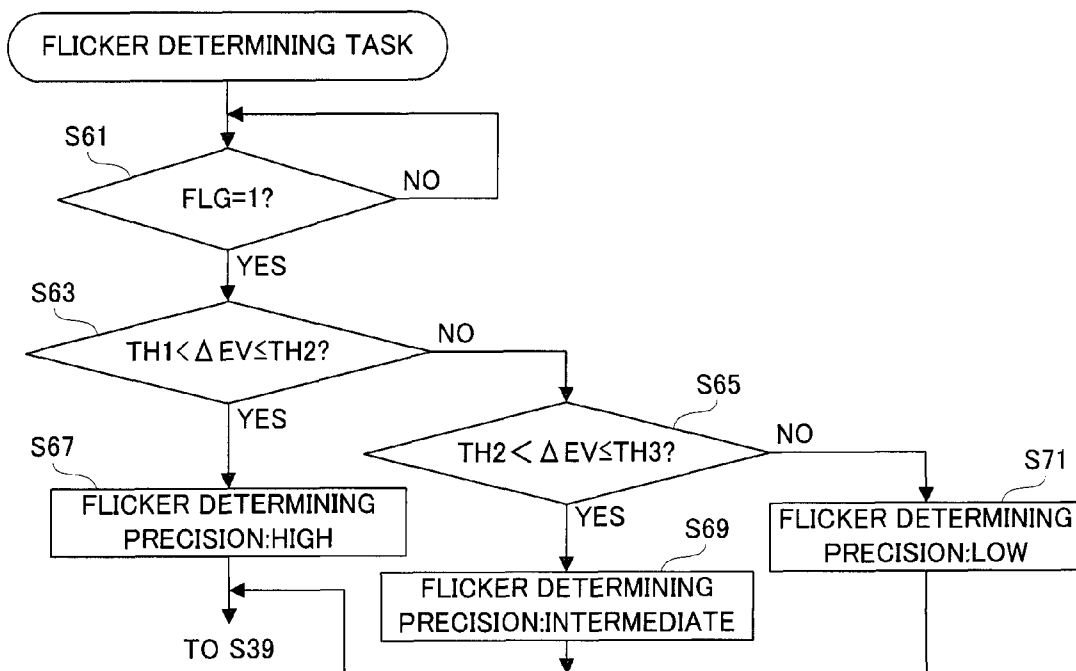 FLICKER DETERMINING TASK
S61
FLG=1?
NO
YES
S63
TH1<ΔEV≤TH2?
NO
YES
S65
TH2<ΔEV≤TH3?
NO
YES
S67
FLICKER DETERMINING
PRECISION:HIGH
S69
FLICKER DETERMINING
PRECISION:INTERMEDIATE
S71
FLICKER DETERMINING
PRECISION:LOW
TO S39